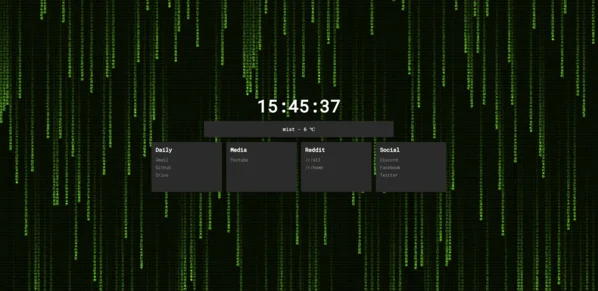 15:45:37
mist - 6 ℃
Daily
Gmail
Github
Drive
Media
Youtube
Reddit
/r/all
/r/home
Social
Discord
Facebook
Twitter